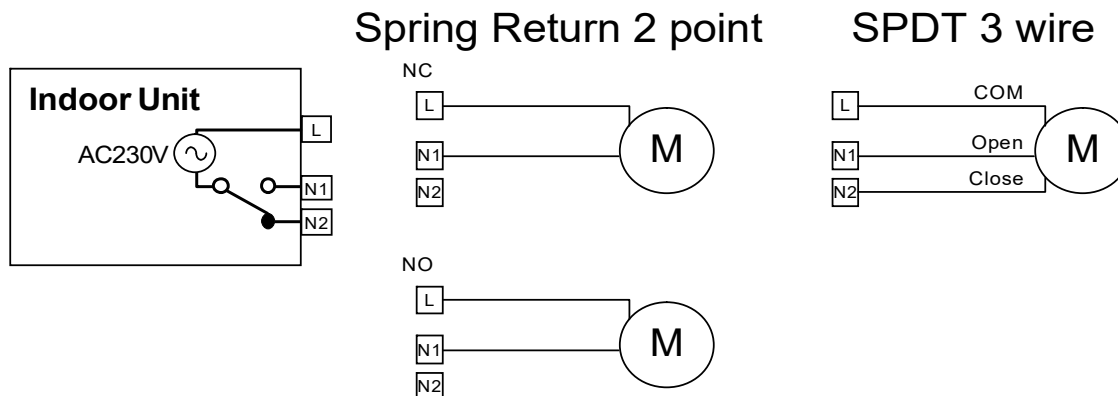 Spring Return 2 point
SPDT 3 wire
Indoor Unit
AC230V
L
N1
N2
NC
L
N1
N2
NO
L
N1
N2
M
M
L
N1
N2
COM
Open
Close
M